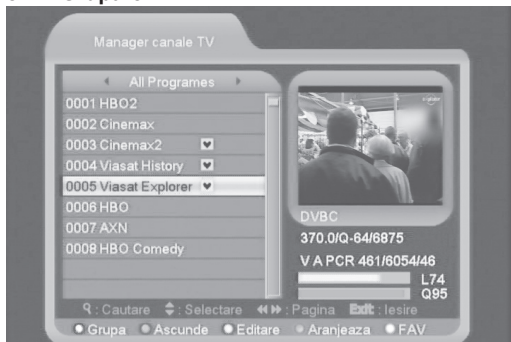 Manager canale TV
All Programes
0001 HBO2
0002 Cinemax
0003 Cinemax2
0004 Viasat History
0005 Viasat Explorer
0006 HBO
0007 AXN
0008 HBO Comedy
DVBC
370.0/Q-64/6875
V A PCR 461/6054/46
L74
Q95
: Cautare : Selectare : Pagina Exit : Iesire
Grupa Ascunde Editare Aranjeaza FAV